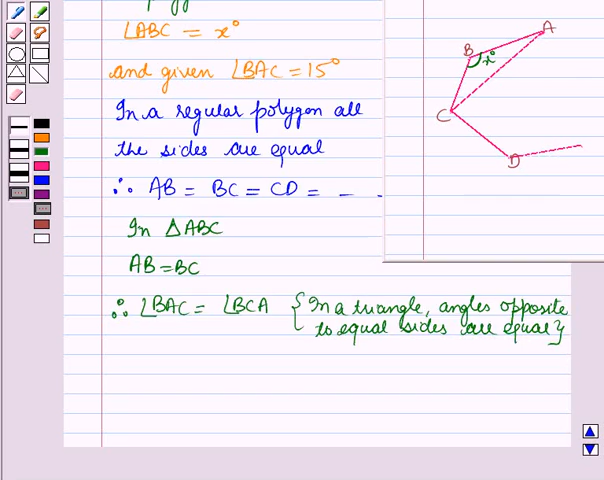 ∠ABC = x°
and given ∠BAC = 15°
In a regular polygon all
the sides are equal
∴ AB = BC = CD = - -
In △ABC
AB = BC
∴ ∠BAC = ∠BCA { In a triangle, angles opposite
to equal sides are equal }
A
B
x°
C
D